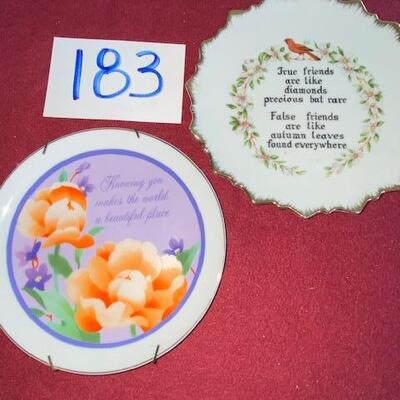 183
True friends
are like
diamonds
precious bat rare
False friends
are like
autumn leaves
found everywhere
Knowing you
makes the world
a beautiful place